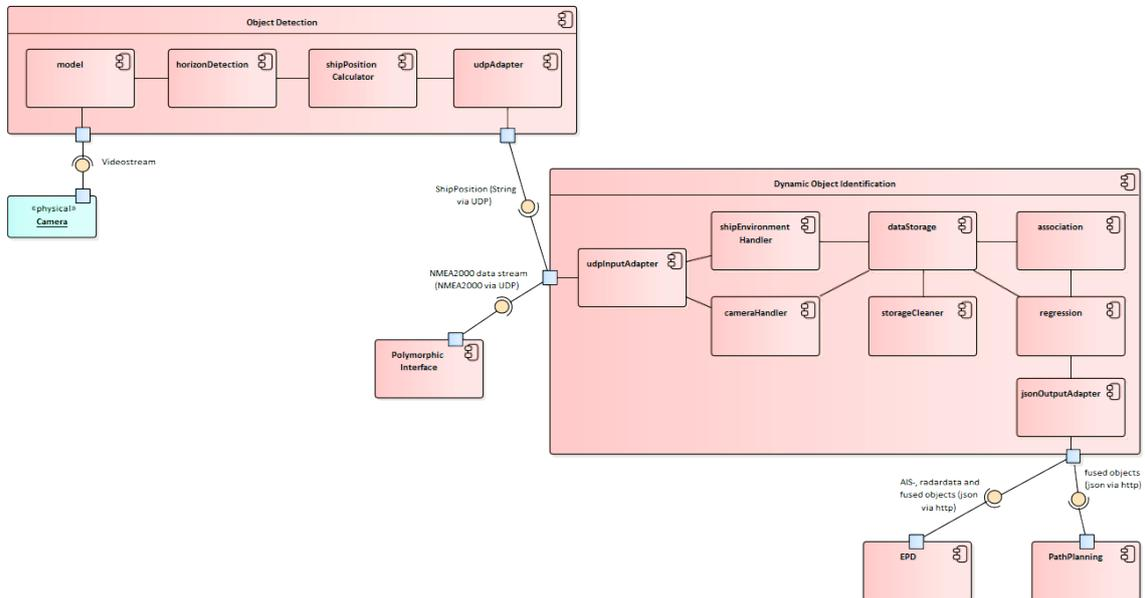 Object Detection
model
horizonDetection
shipPosition
Calculator
udpAdapter
Videostream
«physical»
Camera
ShipPosition (String
via UDP)
Dynamic Object Identification
udpInputAdapter
shipEnvironment
Handler
dataStorage
association
NMEA2000 data stream
(NMEA2000 via UDP)
cameraHandler
storageCleaner
regression
Polymorphic
Interface
jsonOutputAdapter
AIS-, radardata and
fused objects (json
via http)
fused objects
(json via http)
EPD
PathPlanning